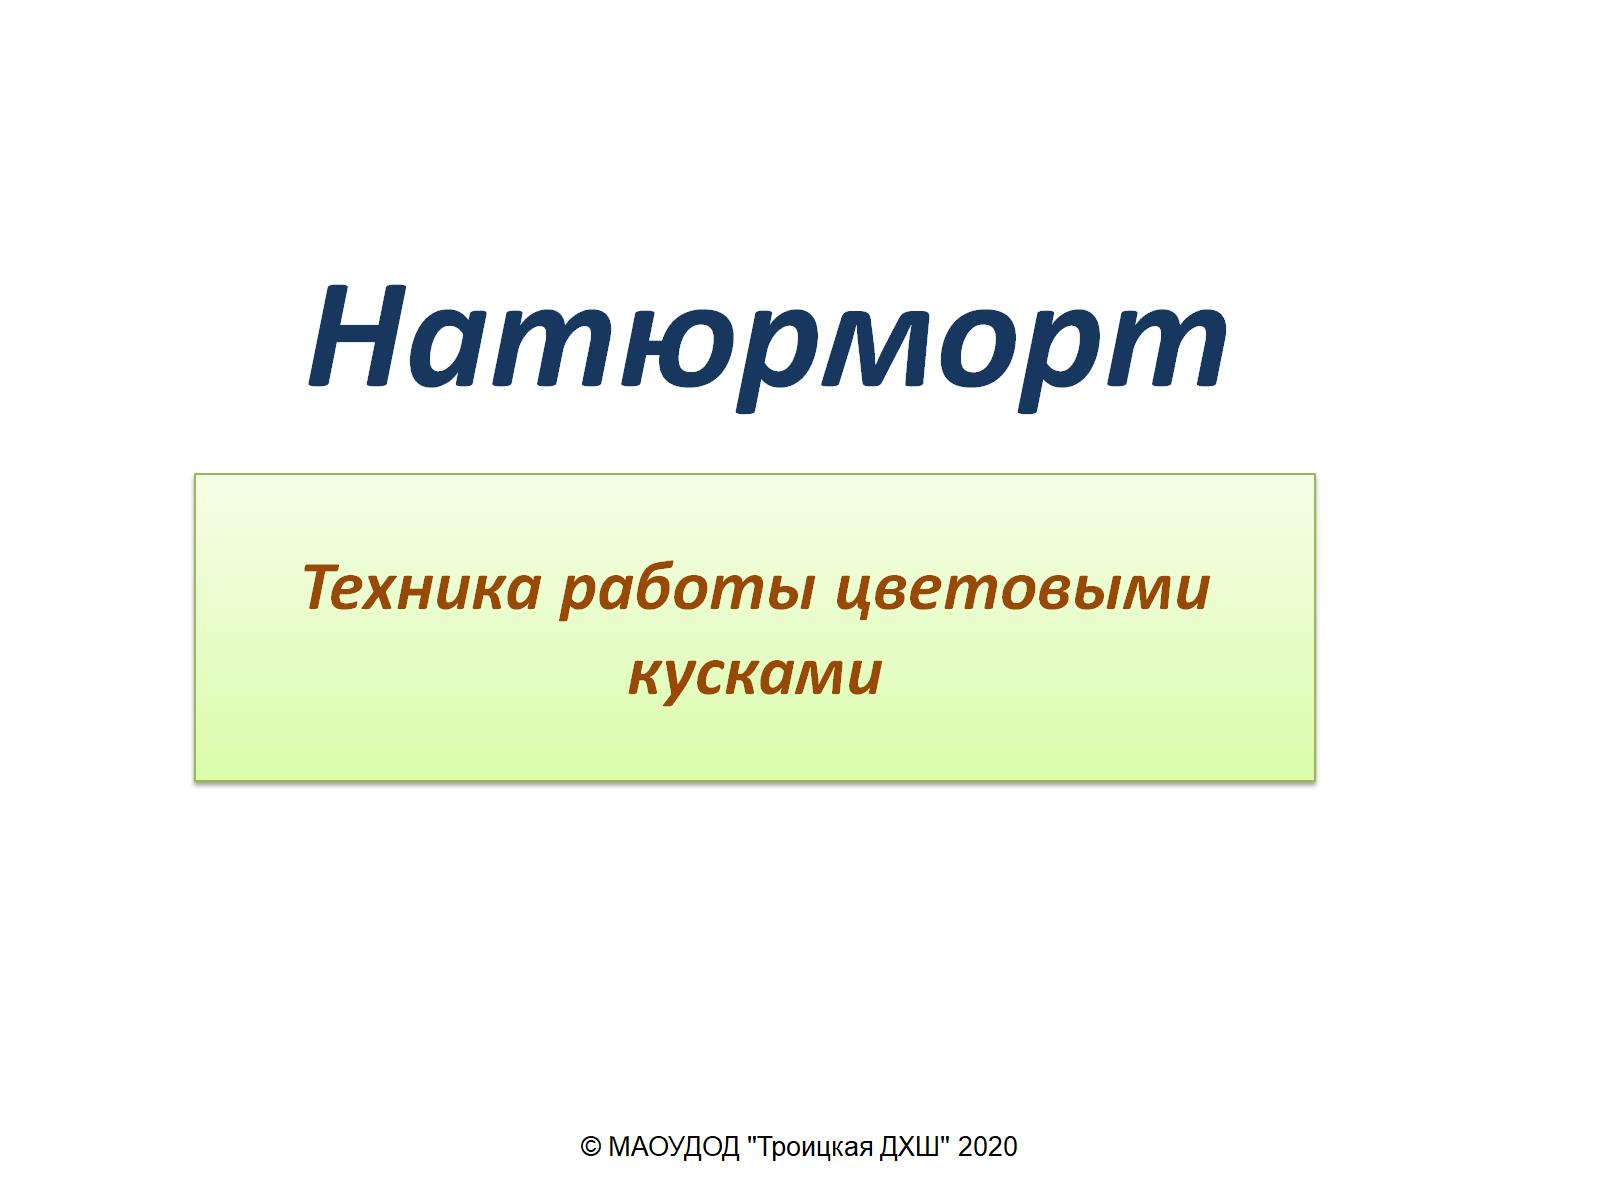 Натюрморт
Техника работы цветовыми
кусками
© МАОУДОД "Троицкая ДХШ" 2020